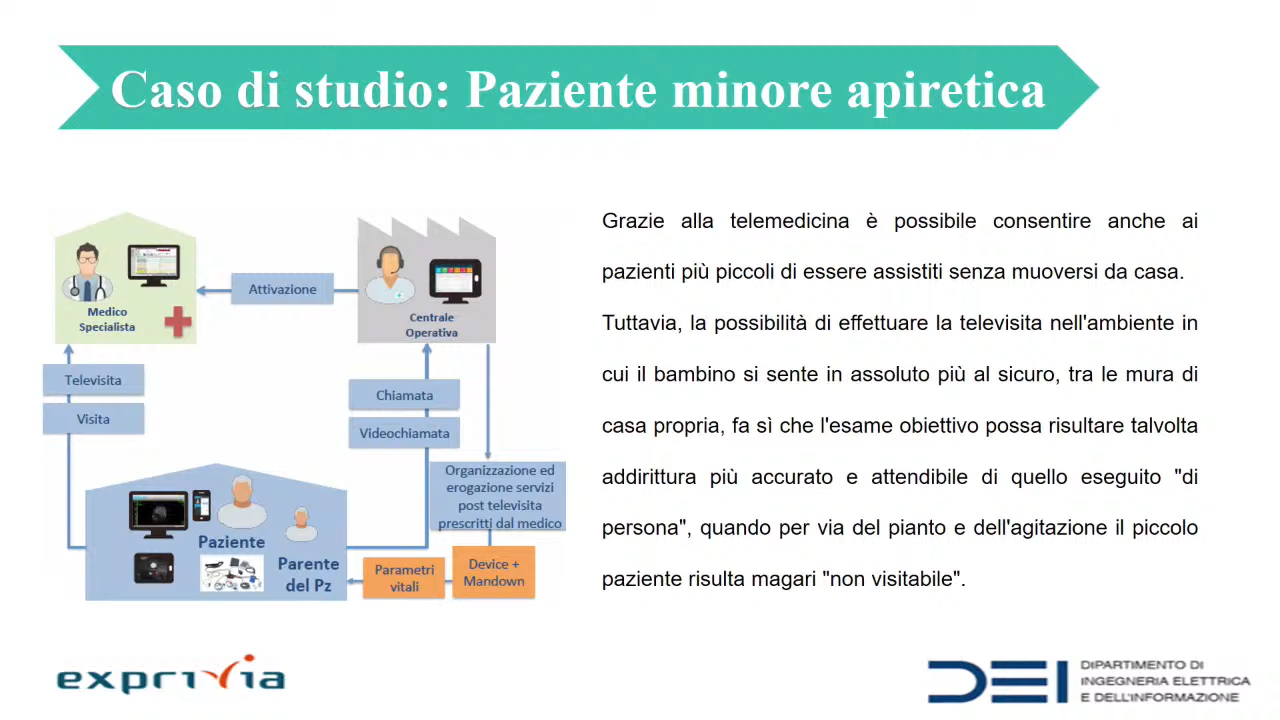 Caso di studio: Paziente minore apiretica
Medico
Specialista
Attivazione
Centrale
Operativa
Televisita
Visita
Chiamata
Videochiamata
Organizzazione ed
erogazione servizi
post televisita
prescritti dal medico
Paziente
Parente
del Pz
Parametri
vitali
Device +
Mandown
Grazie alla telemedicina è possibile consentire anche ai
pazienti più piccoli di essere assistiti senza muoversi da casa.
Tuttavia, la possibilità di effettuare la televisita nell'ambiente in
cui il bambino si sente in assoluto più al sicuro, tra le mura di
casa propria, fa sì che l'esame obiettivo possa risultare talvolta
addirittura più accurato e attendibile di quello eseguito "di
persona", quando per via del pianto e dell'agitazione il piccolo
paziente risulta magari "non visitabile".
exprivia
DEI
DIPARTIMENTO DI
INGEGNERIA ELETTRICA
E DELL'INFORMAZIONE